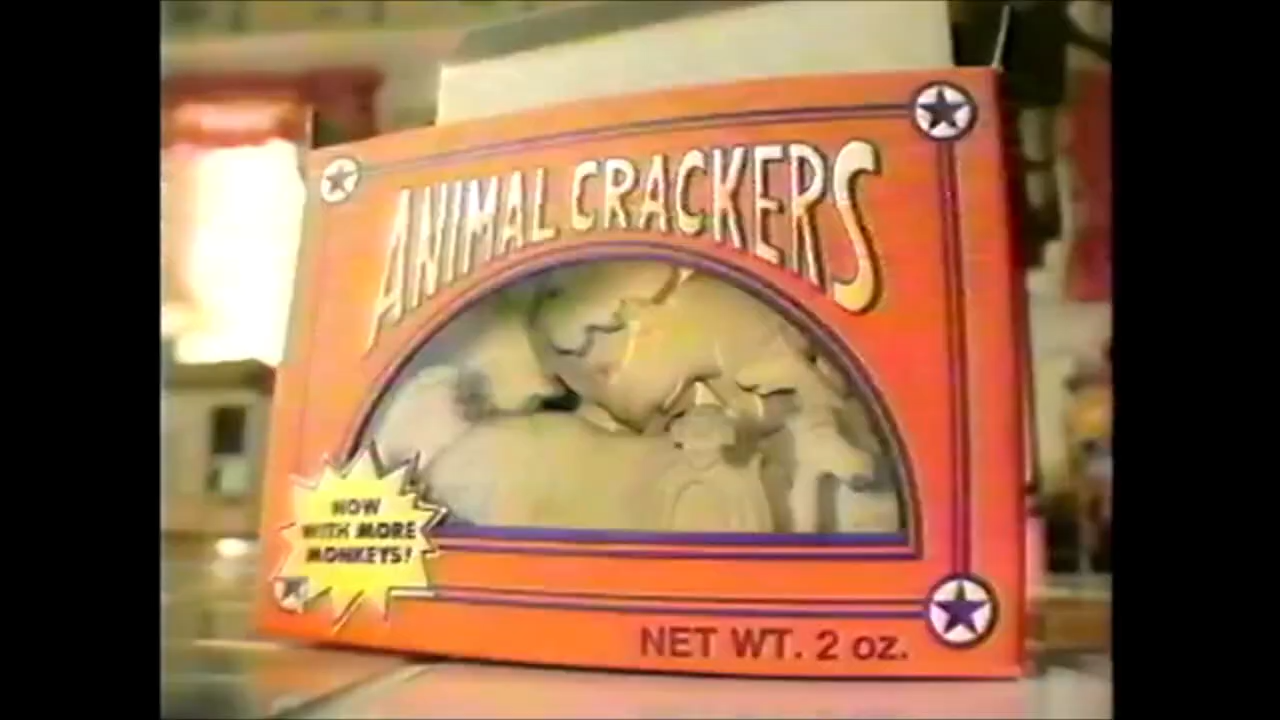 ANIMAL CRACKERS
NOW
WITH MORE
MONKEYS!
NET WT. 2 oz.